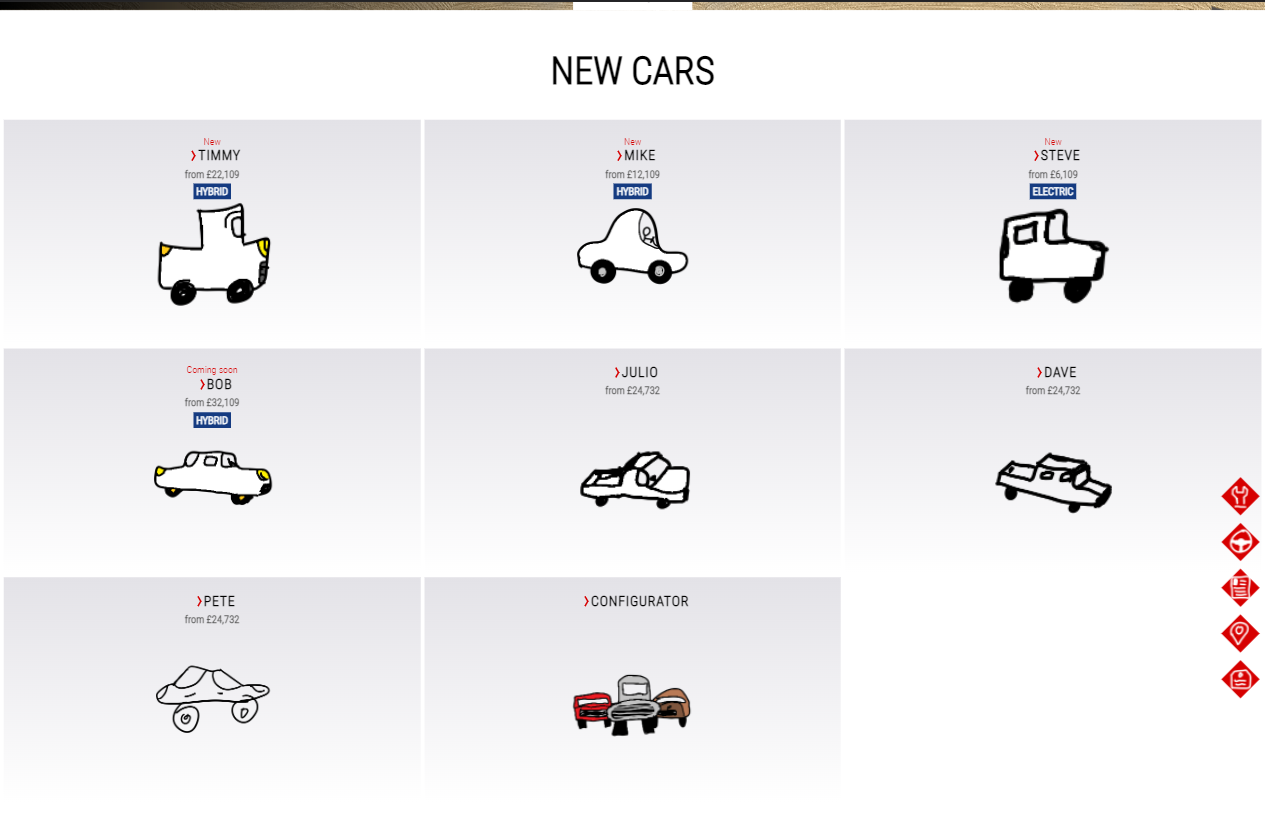 NEW CARS
New
TIMMY
from £22,109
HYBRID
New
MIKE
from £12,109
HYBRID
New
STEVE
from £6,109
ELECTRIC
Coming soon
BOB
from £32,109
HYBRID
JULIO
from £24,732
DAVE
from £24,732
PETE
from £24,732
CONFIGURATOR